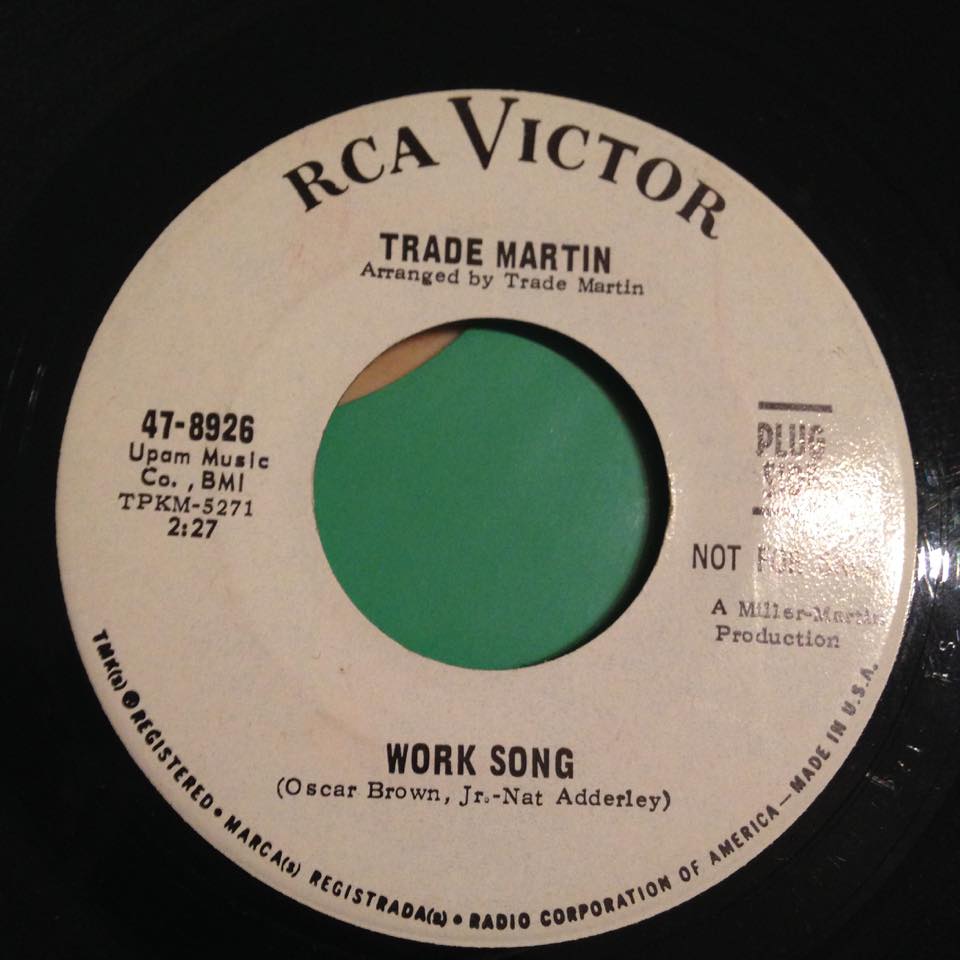 RCA VICTOR
TRADE MARTIN
Arranged by Trade Martin
47-8926
Upam Music
Co., BMI
TPKM-5271
2:27
PLUG
SIDE
NOT FOR
A Miller-Martin
Production
WORK SONG
(Oscar Brown, Jr.-Nat Adderley)
TMK(s) ® REGISTERED • MARCA(s) REGISTRADA(s) • RADIO CORPORATION OF AMERICA — MADE IN U.S.A.